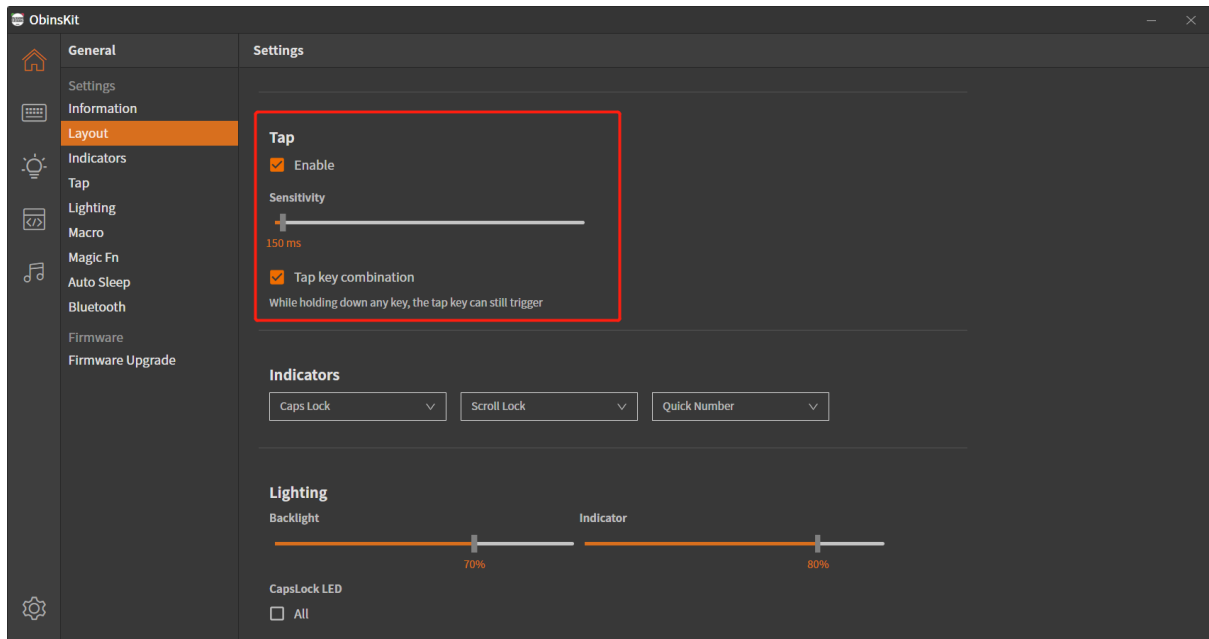 ObinsKit
General
Settings
Information
Layout
Indicators
Tap
Lighting
Macro
Magic Fn
Auto Sleep
Bluetooth
Firmware
Firmware Upgrade
Settings
Tap
Enable
Sensitivity
150 ms
Tap key combination
While holding down any key, the tap key can still trigger
Indicators
Caps Lock
Scroll Lock
Quick Number
Lighting
Backlight
Indicator
70%
80%
CapsLock LED
All